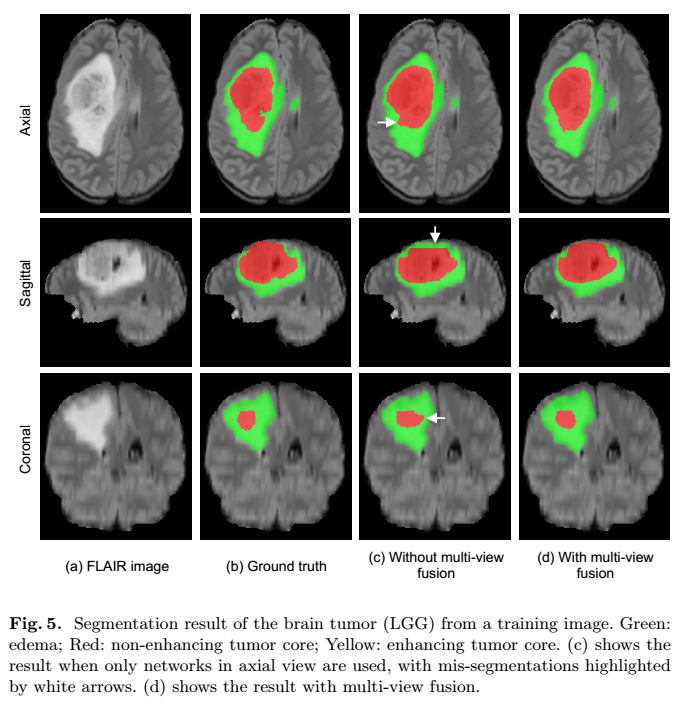 Axial
Sagittal
Coronal
(a) FLAIR image
(b) Ground truth
(c) Without multi-view
fusion
(d) With multi-view
fusion
Fig. 5. Segmentation result of the brain tumor (LGG) from a training image. Green:
edema; Red: non-enhancing tumor core; Yellow: enhancing tumor core. (c) shows the
result when only networks in axial view are used, with mis-segmentations highlighted
by white arrows. (d) shows the result with multi-view fusion.